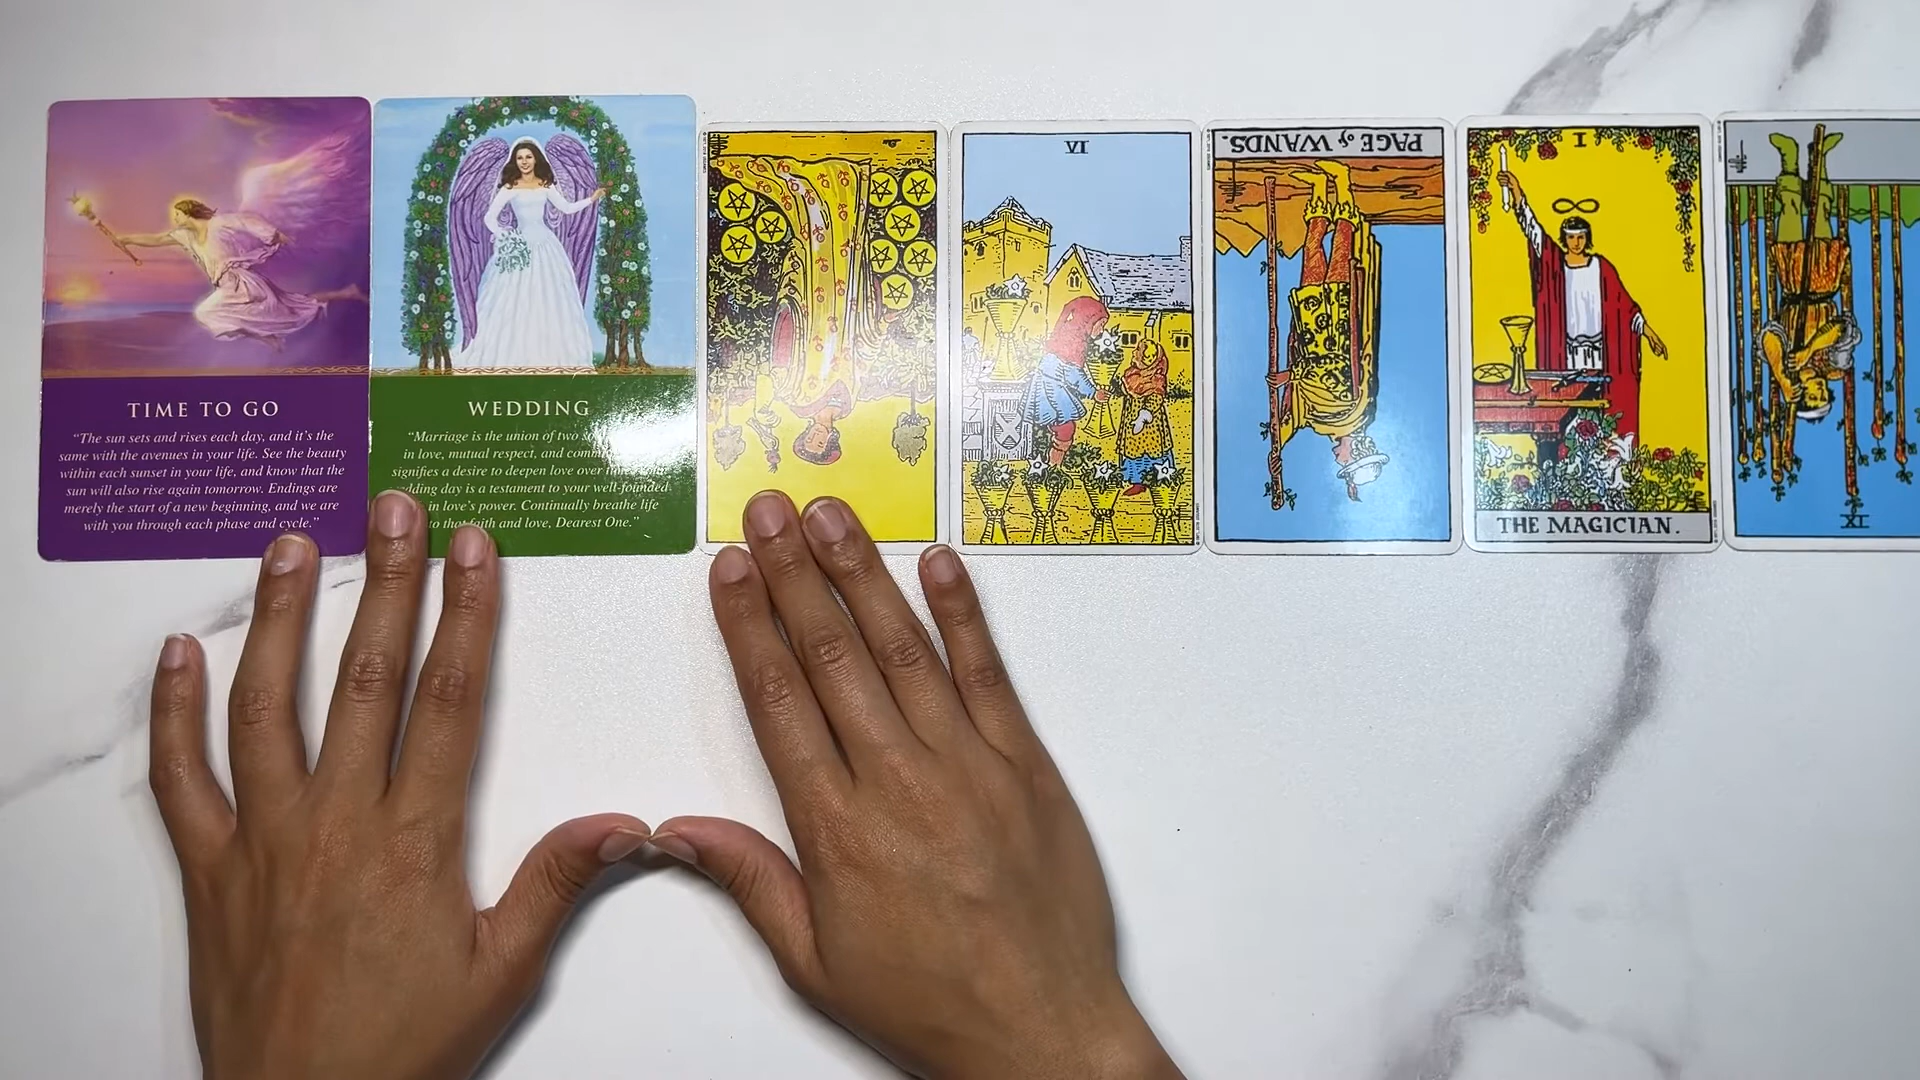 TIME TO GO
“The sun sets and rises each day, and it’s the
same with the avenues in your life. See the beauty
within each sunset in your life, and know that the
sun will also rise again tomorrow. Endings are
merely the start of a new beginning, and we are
with you through each phase and cycle.”
WEDDING
“Marriage is the union of two
in love, mutual respect, and
signifies a desire to deepen love over
day is a testament to your well-founded
in love’s power. Continually breathe life
to that faith and love, Dearest One.”
VI
PAGE of WANDS.
I
THE MAGICIAN.
IX